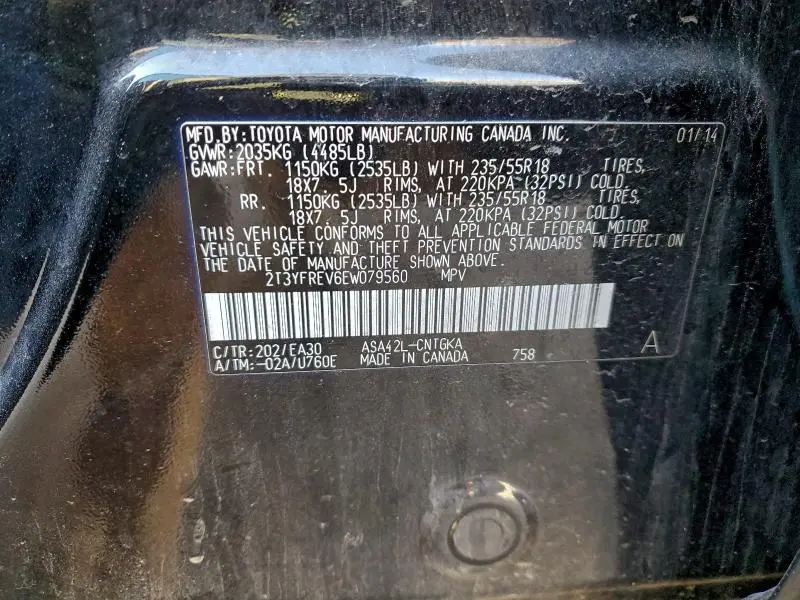 MFD.BY:TOYOTA MOTOR MANUFACTURING CANADA INC. 01/14
GVWR:2035KG (4485LB)
GAWR:FRT. 1150KG (2535LB) WITH 235/55R18 TIRES,
18X7.5J RIMS, AT 220KPA (32PSI) COLD.
RR. 1150KG (2535LB) WITH 235/55R18 TIRES,
18X7.5J RIMS, AT 220KPA (32PSI) COLD.
THIS VEHICLE CONFORMS TO ALL APPLICABLE FEDERAL MOTOR
VEHICLE SAFETY AND THEFT PREVENTION STANDARDS IN EFFECT ON
THE DATE OF MANUFACTURE SHOWN ABOVE.
2T3YFREV6EW079560 MPV
C/TR:202/EA30 ASA42L-CNTGKA
A/TM:-02A/U760E MADE IN CANADA 758 A